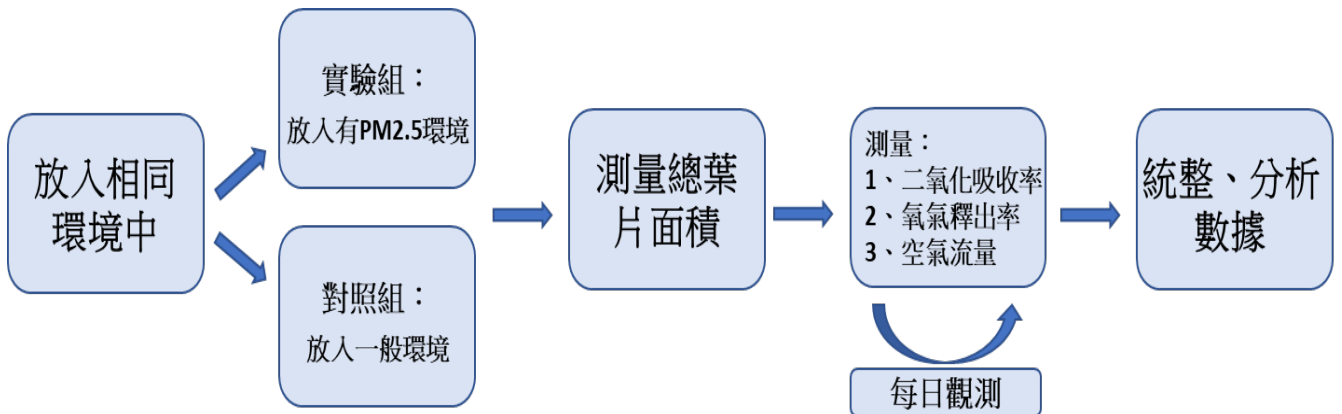 放入相同
環境中
實驗組：
放入有PM2.5環境
對照組：
放入一般環境
測量總葉
片面積
測量：
1、二氧化吸收率
2、氧氣釋出率
3、空氣流量
每日觀測
統整、分析
數據